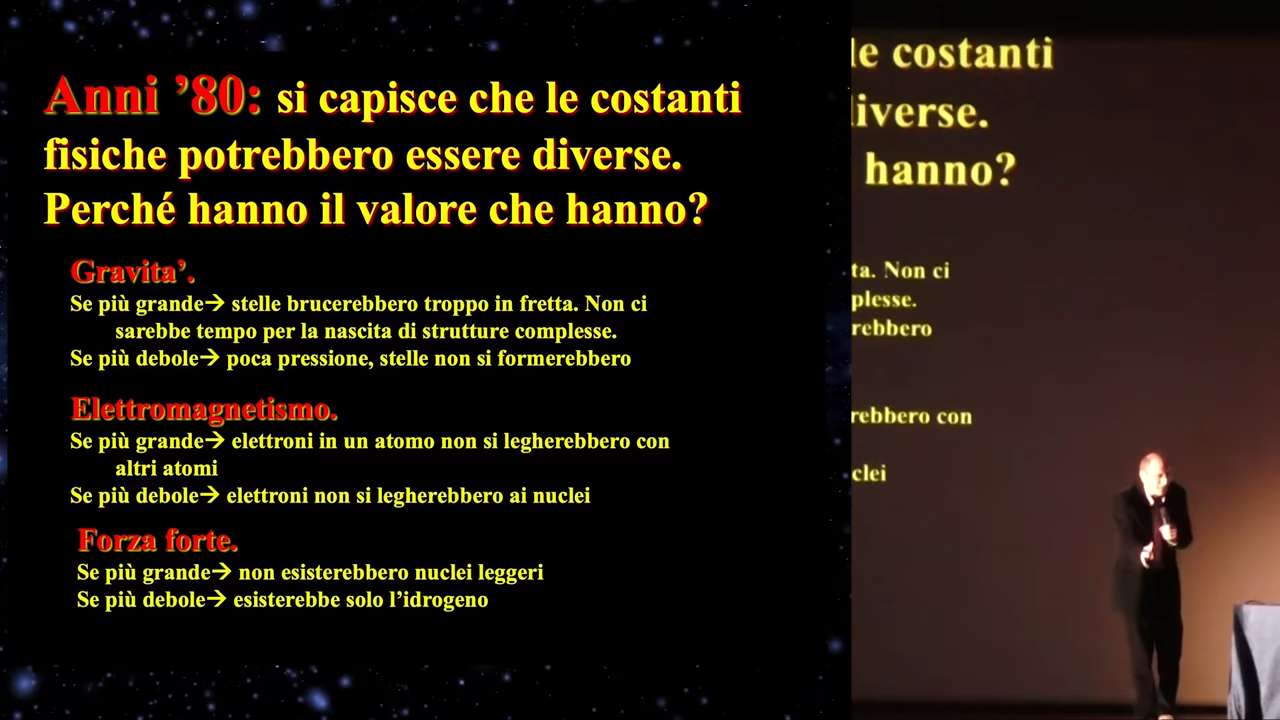 Anni ’80: si capisce che le costanti
fisiche potrebbero essere diverse.
Perché hanno il valore che hanno?
Gravita’.
Se più grande→ stelle brucerebbero troppo in fretta. Non ci
sarebbe tempo per la nascita di strutture complesse.
Se più debole→ poca pressione, stelle non si formerebbero
Elettromagnetismo.
Se più grande→ elettroni in un atomo non si legherebbero con
altri atomi
Se più debole→ elettroni non si legherebbero ai nuclei
Forza forte.
Se più grande→ non esisterebbero nuclei leggeri
Se più debole→ esisterebbe solo l’idrogeno
le costanti
iverse.
hanno?
ta. Non ci
plesse.
rebbero
rebbero con
clei